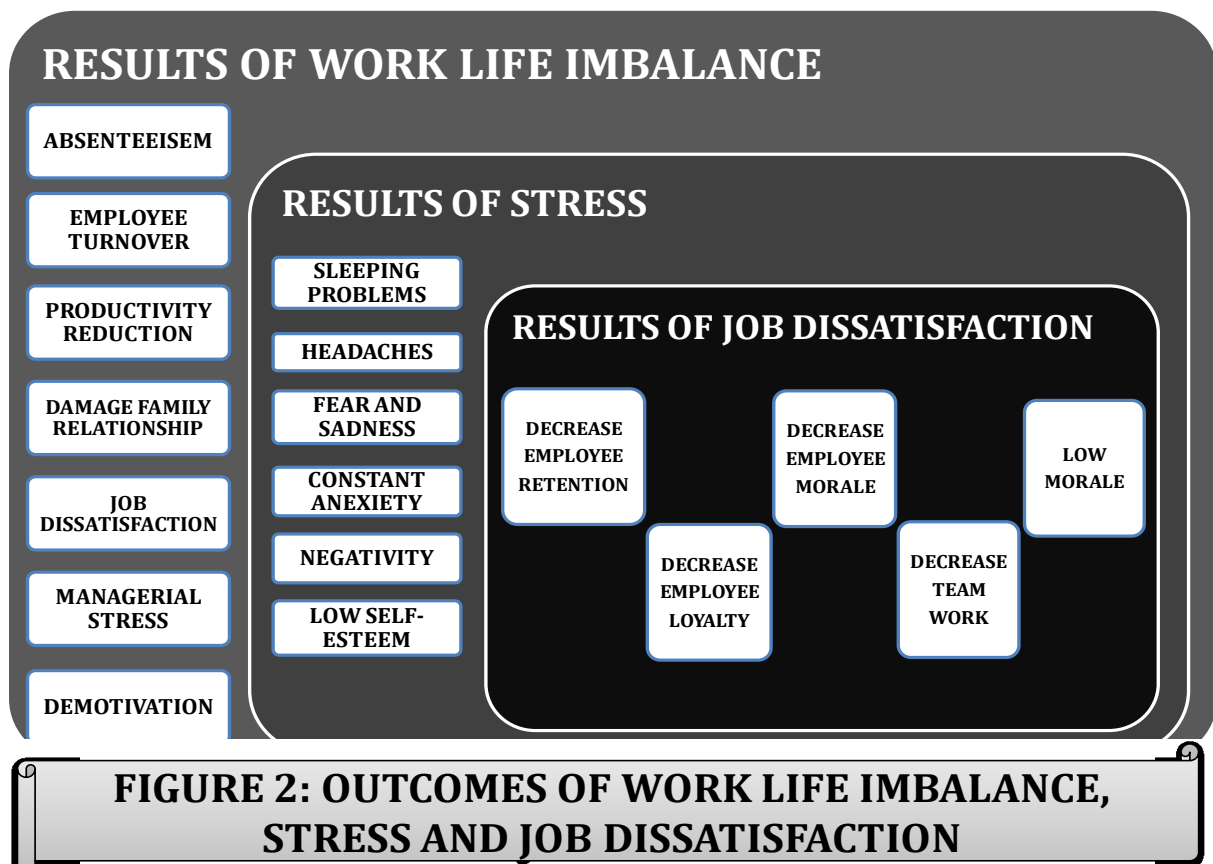 RESULTS OF WORK LIFE IMBALANCE
ABSENTEEISEM
EMPLOYEE
TURNOVER
PRODUCTIVITY
REDUCTION
DAMAGE FAMILY
RELATIONSHIP
JOB
DISSATISFACTION
MANAGERIAL
STRESS
DEMOTIVATION
RESULTS OF STRESS
SLEEPING
PROBLEMS
HEADACHES
FEAR AND
SADNESS
CONSTANT
ANEXIETY
NEGATIVITY
LOW SELF-
ESTEEM
RESULTS OF JOB DISSATISFACTION
DECREASE
EMPLOYEE
RETENTION
DECREASE
EMPLOYEE
LOYALTY
DECREASE
EMPLOYEE
MORALE
DECREASE
TEAM
WORK
LOW
MORALE
FIGURE 2: OUTCOMES OF WORK LIFE IMBALANCE,
STRESS AND JOB DISSATISFACTION